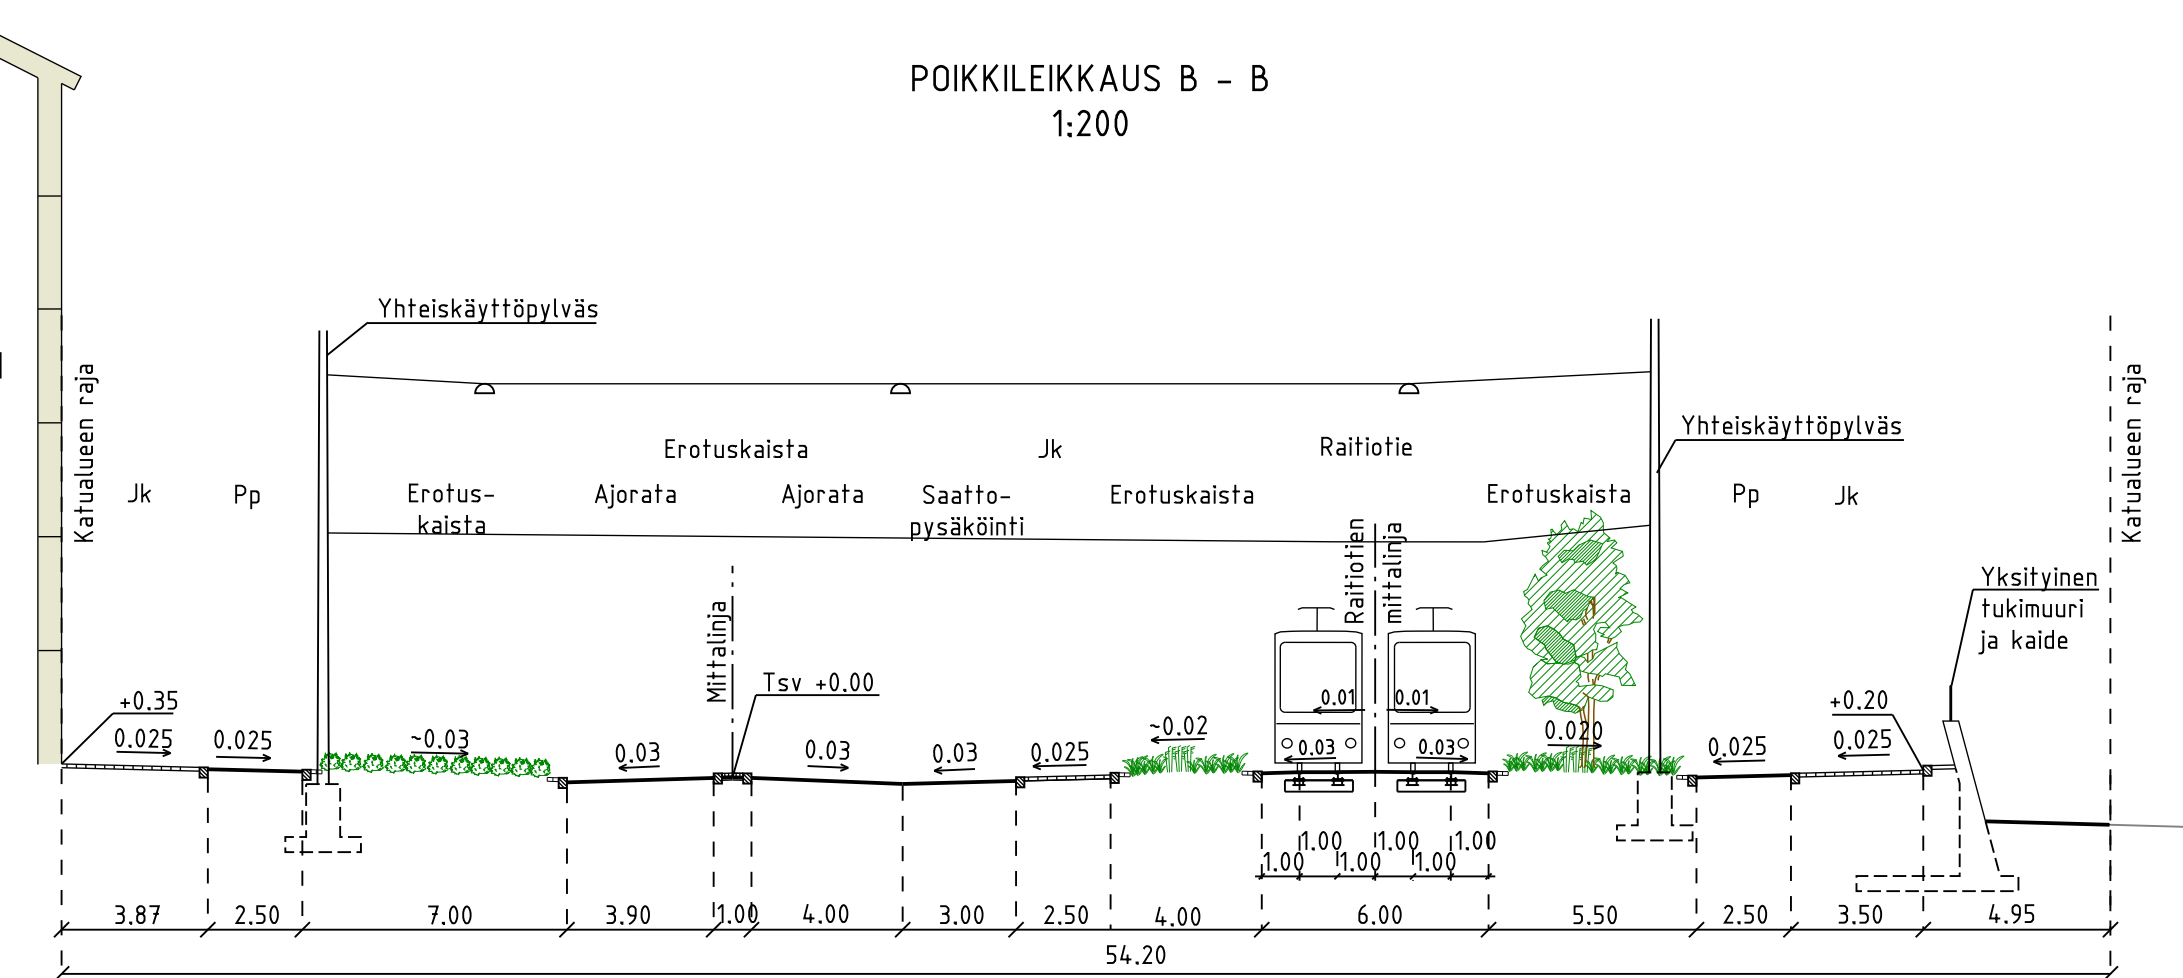 POIKKILEIKKAUS B - B
1:200
Yhteiskäyttöpylväs
Katualueen raja
Katualueen raja
Yhteiskäyttöpylväs
Erotuskaista
Jk
Raitiotie
Jk
Pp
Erotus-
kaista
Ajorata
Ajorata
Saatto-
pysäköinti
Erotuskaista
Erotuskaista
Pp
Jk
Raitiotien
mittalinja
Mittalinja
Yksityinen
tukimuuri
ja kaide
Tsv +0.00
+0.35
+0.20
0.01
0.01
0.025
0.025
~0.03
0.03
0.03
0.03
0.025
~0.02
0.03
0.03
0.020
0.025
0.025
1.00
1.00
1.00
1.00
1.00
1.00
3.87
2.50
7.00
3.90
1.00
4.00
3.00
2.50
4.00
6.00
5.50
2.50
3.50
4.95
54.20